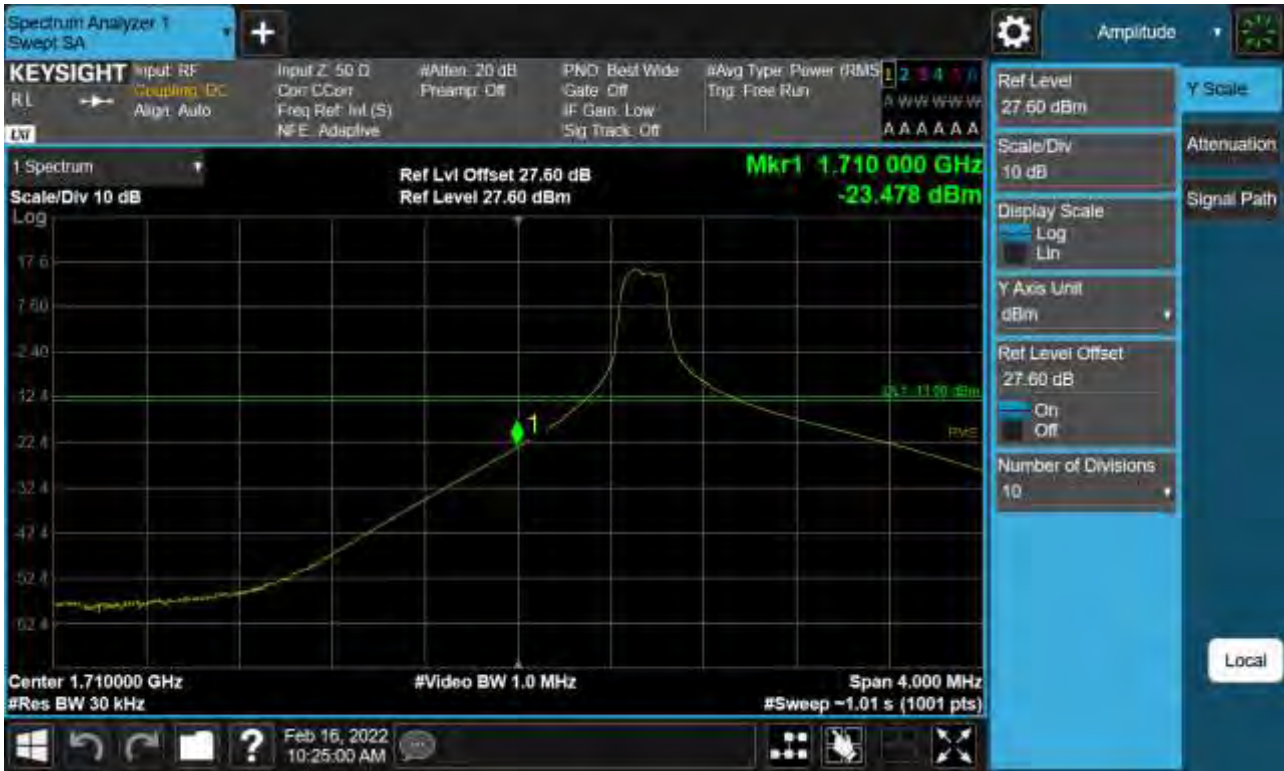 Spectrum Analyzer 1
Swept SA
+
Amplitude
KEYSIGHT
RL
LXI
Input: RF
Coupling: DC
Align: Auto
Input Z: 50 Ω
Corr CCorr
Freq Ref: Int (S)
NFE: Adaptive
#Atten: 20 dB
Preamp: Off
PNO: Best Wide
Gate: Off
IF Gain: Low
Sig Track: Off
#Avg Type: Power (RMS
Trig: Free Run
1 2 3 4 5 6
A W W W W W
A A A A A A
1 Spectrum
Scale/Div 10 dB
Log
Ref Lvl Offset 27.60 dB
Ref Level 27.60 dBm
Mkr1 1.710 000 GHz
-23.478 dBm
17.6
7.60
-2.40
-12.4
-22.4
-32.4
-42.4
-52.4
-62.4
1
DL1 -13.00 dBm
RMS
Center 1.710000 GHz
#Res BW 30 kHz
#Video BW 1.0 MHz
Span 4.000 MHz
#Sweep ~1.01 s (1001 pts)
Ref Level
27.60 dBm
Scale/Div
10 dB
Display Scale
Log
Lin
Y Axis Unit
dBm
Ref Level Offset
27.60 dB
On
Off
Number of Divisions
10
Y Scale
Attenuation
Signal Path
Local
?
Feb 16, 2022
10:25:00 AM